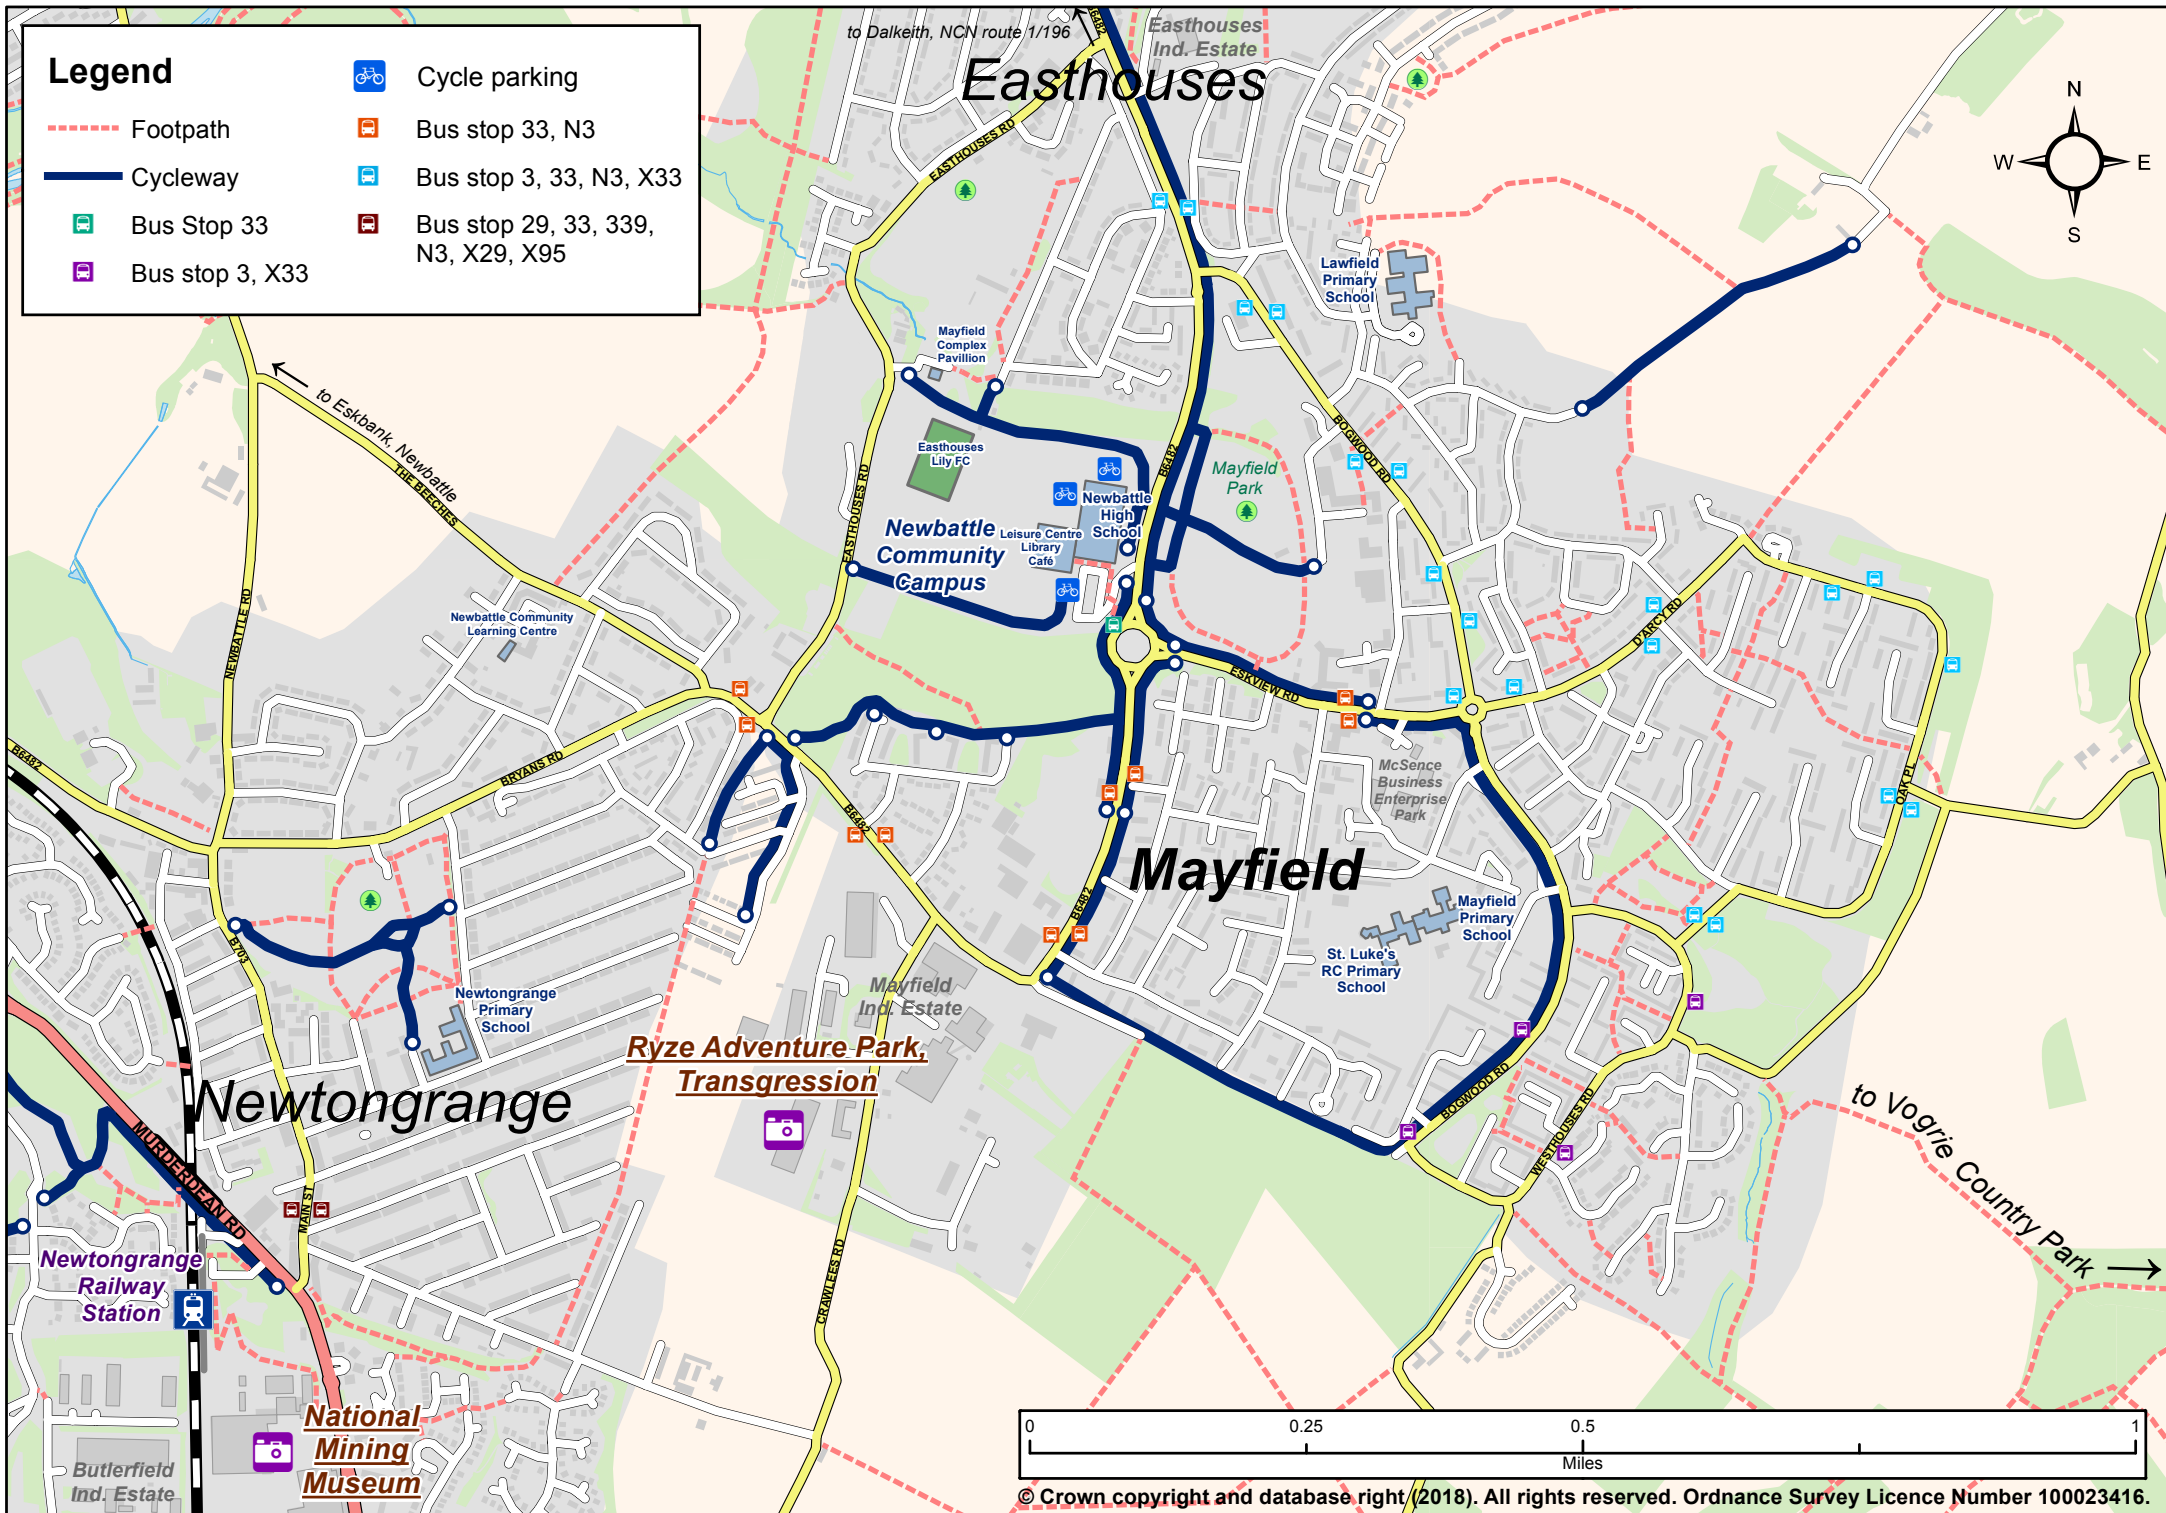 Legend
Footpath
Cycleway
Bus Stop 33
Bus stop 3, X33
Cycle parking
Bus stop 33, N3
Bus stop 3, 33, N3, X33
Bus stop 29, 33, 339,
N3, X29, X95
to Dalkeith, NCN route 1/196
B6482
Easthouses
Ind. Estate
Easthouses
N
W
E
S
EASTHOUSES RD
Lawfield
Primary
School
Mayfield
Complex
Pavillion
to Eskbank, Newbattle
THE BEECHES
Easthouses
Lily FC
EASTHOUSES RD
B6482
BOGWOOD RD
Mayfield
Park
Newbattle
High
School
Leisure Centre
Library
Café
Newbattle
Community
Campus
NEWBATTLE RD
Newbattle Community
Learning Centre
D'ARCY RD
ESKVIEW RD
B6482
BRYANS RD
B6482
McSence
Business
Enterprise
Park
OAK PL
Mayfield
B6482
Mayfield
Primary
School
St. Luke's
RC Primary
School
B703
Newtongrange
Primary
School
Mayfield
Ind. Estate
Ryze Adventure Park,
Transgression
Newtongrange
MURDERDEAN RD
MAIN ST
BOGWOOD RD
WESTHOUSES RD
to Vogrie Country Park
Newtongrange
Railway
Station
CRAWLEES RD
National
Mining
Museum
Butlerfield
Ind. Estate
0
0.25
0.5
1
Miles
© Crown copyright and database right (2018). All rights reserved. Ordnance Survey Licence Number 100023416.